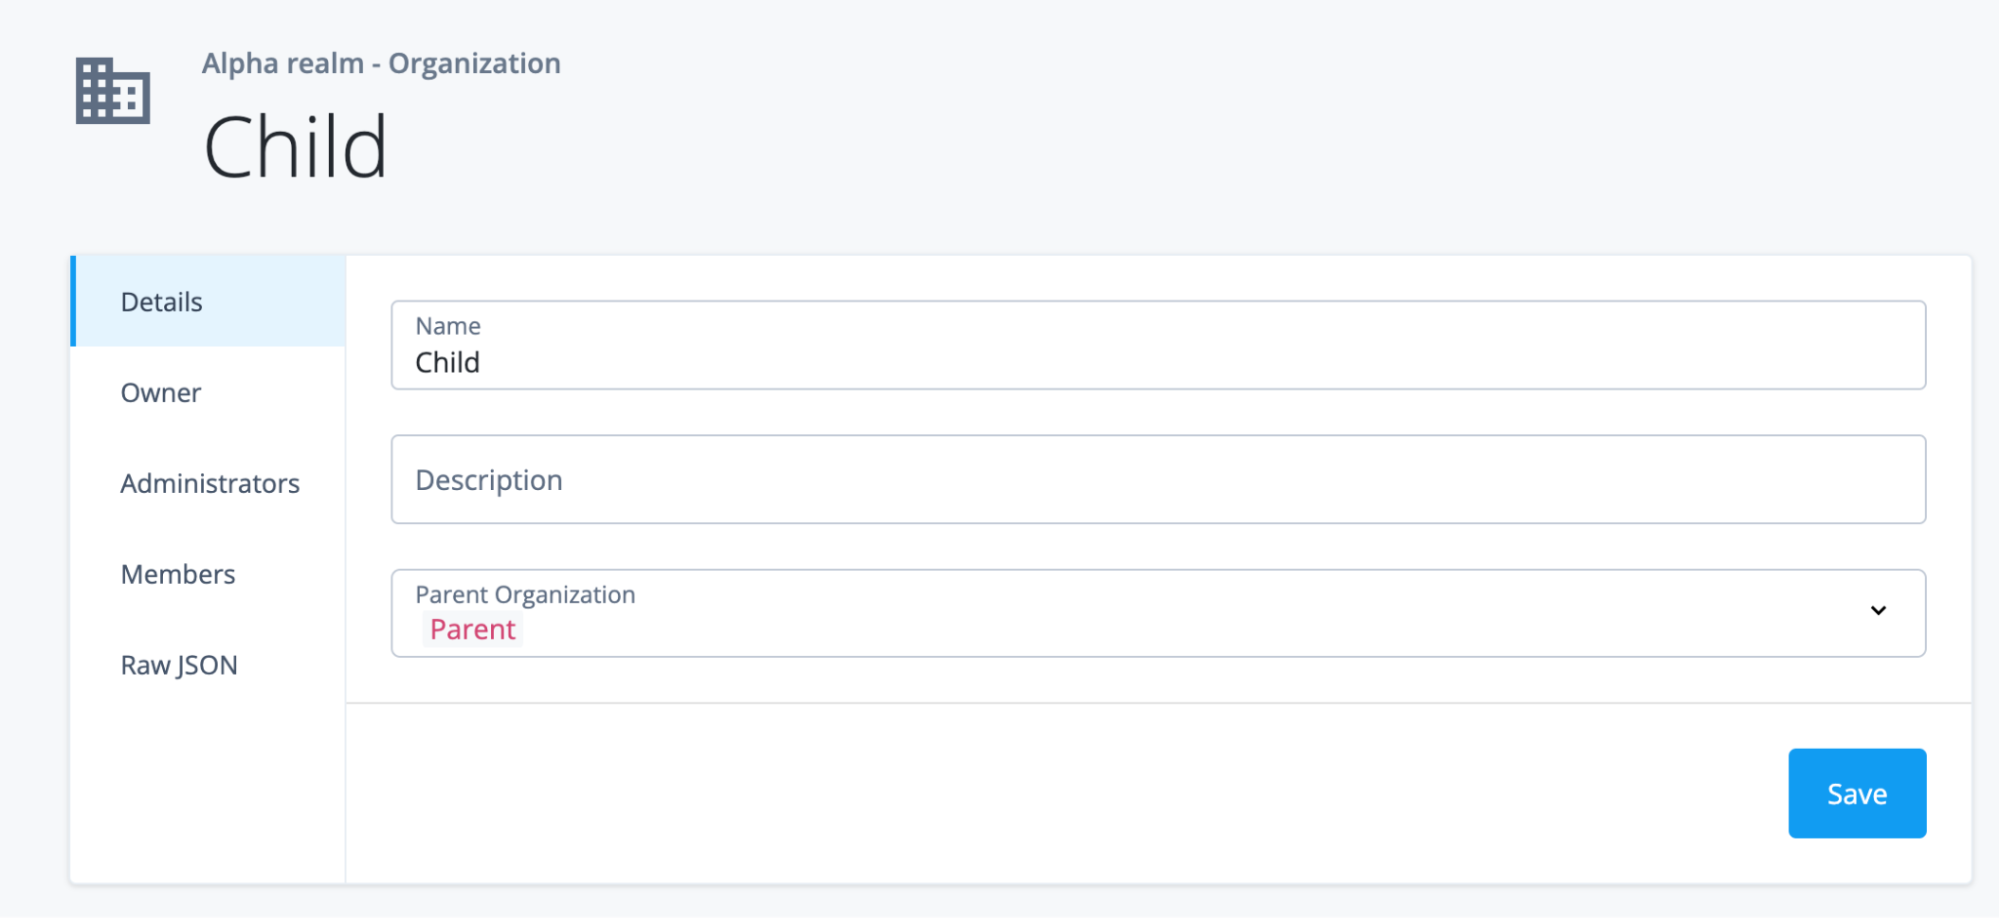 Alpha realm - Organization
Child
Details
Owner
Administrators
Members
Raw JSON
Name
Child
Description
Parent Organization
Parent
Save